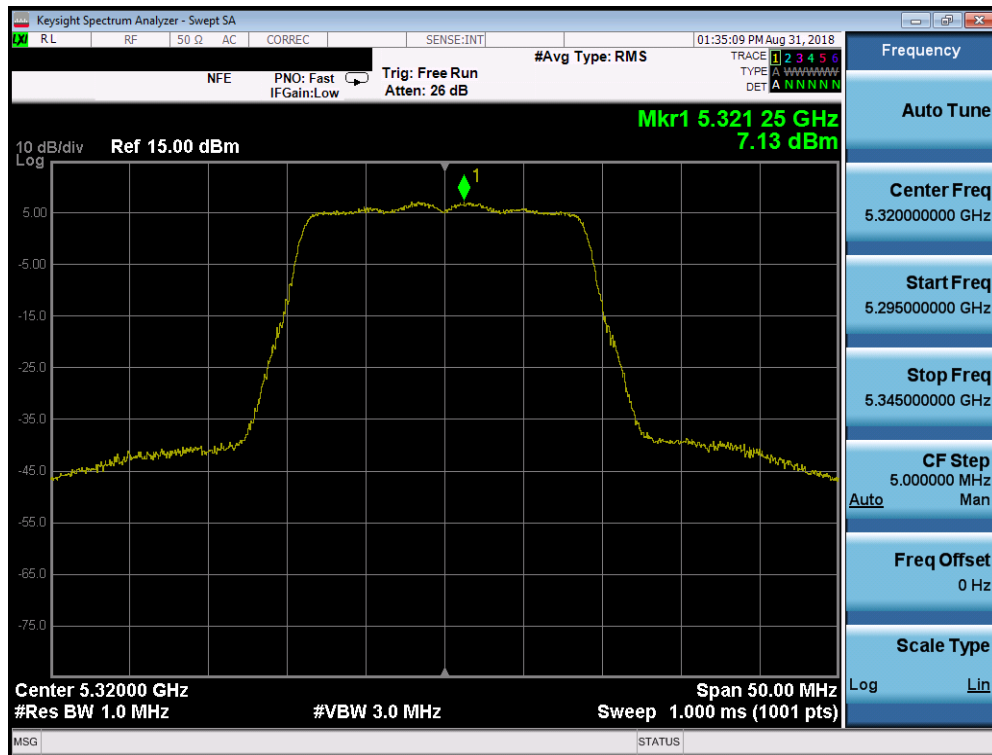 Keysight Spectrum Analyzer - Swept SA
LXI RL RF 50 Ω AC CORREC SENSE:INT 01:35:09 PM Aug 31, 2018
NFE PNO: Fast IFGain:Low
Trig: Free Run
Atten: 26 dB
#Avg Type: RMS
TRACE 1 2 3 4 5 6
TYPE A WWWWW
DET A N N N N N
Mkr1 5.321 25 GHz
7.13 dBm
10 dB/div Ref 15.00 dBm
Log
1
5.00
-5.00
-15.0
-25.0
-35.0
-45.0
-55.0
-65.0
-75.0
Center 5.32000 GHz Span 50.00 MHz
#Res BW 1.0 MHz #VBW 3.0 MHz Sweep 1.000 ms (1001 pts)
MSG STATUS
Frequency
Auto Tune
Center Freq
5.320000000 GHz
Start Freq
5.295000000 GHz
Stop Freq
5.345000000 GHz
CF Step
5.000000 MHz
Auto Man
Freq Offset
0 Hz
Scale Type
Log Lin